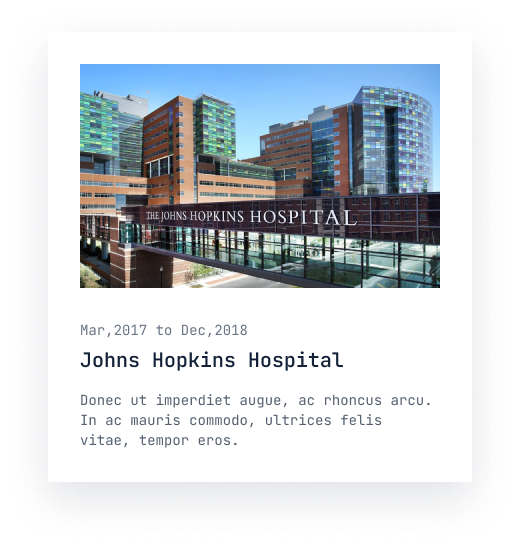 THE JOHNS HOPKINS HOSPITAL
Mar,2017 to Dec,2018
Johns Hopkins Hospital
Donec ut imperdiet augue, ac rhoncus arcu.
In ac mauris commodo, ultrices felis
vitae, tempor eros.